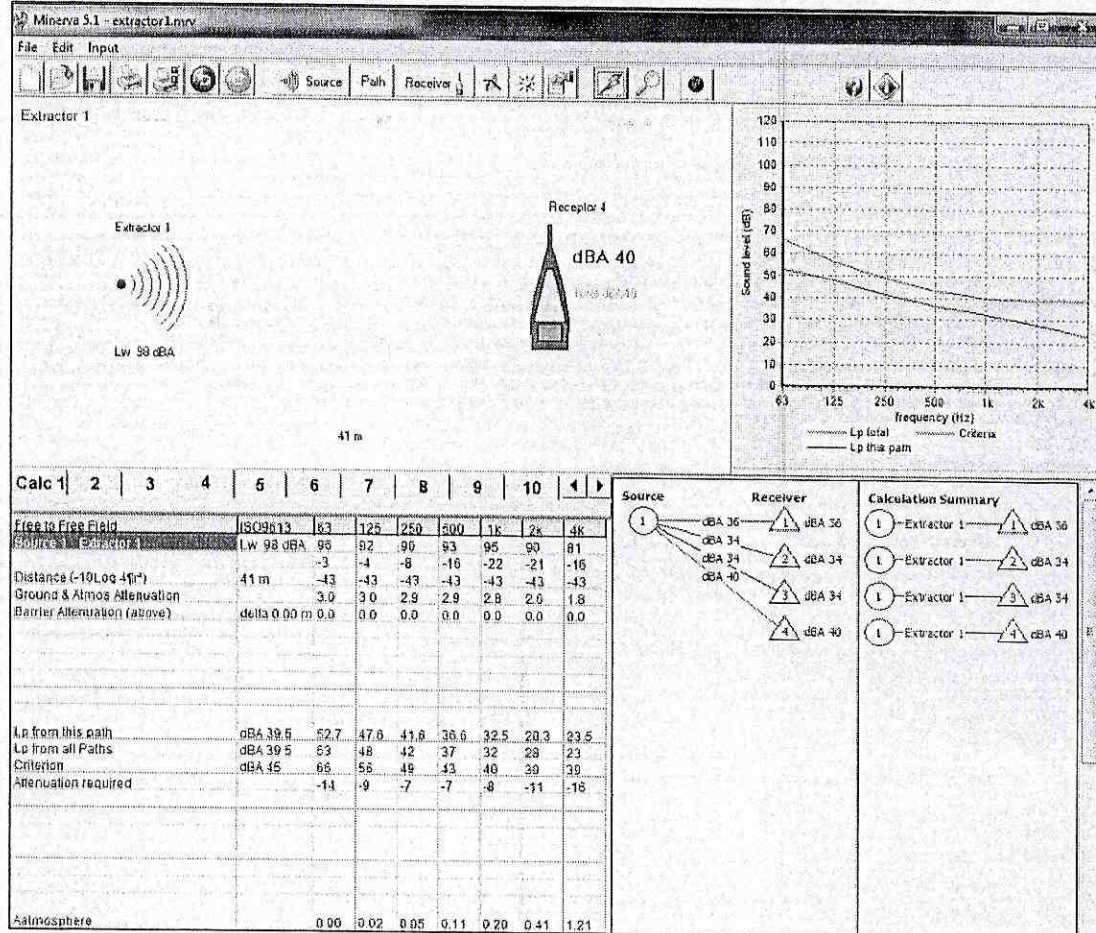 Minerva 5.1 - extractor1.mrv
File Edit Input
Source Path Receiver
Extractor 1
Extractor 1
Lw 98 dBA
Receptor 4
dBA 40
41 m
Sound level (dB)
120
110
100
90
80
70
60
50
40
30
20
10
0
63 125 250 500 1k 2k 4k
frequency (Hz)
Lp total Criteria
Lp this path
Calc 1 2 3 4 5 6 7 8 9 10
Free to Free Field ISO9613 63 125 250 500 1k 2k 4k
Source 1 Extractor 1 Lw 98 dBA 96 92 90 93 95 90 81
-3 -4 -8 -16 -22 -21 -16
Distance (-10Log 4¶r²) 41 m -43 -43 -43 -43 -43 -43 -43
Ground & Atmos Attenuation 3.0 3.0 2.9 2.9 2.8 2.6 1.8
Barrier Attenuation (above) delta 0.00 m 0.0 0.0 0.0 0.0 0.0 0.0 0.0
Lp from this path dBA 39.5 52.7 47.6 41.6 36.6 32.5 28.3 23.5
Lp from all Paths dBA 39.5 53 48 42 37 32 28 23
Criterion dBA 45 66 56 49 43 40 39 39
Attenuation required -14 -9 -7 -7 -8 -11 -16
Aatmosphere 0.00 0.02 0.05 0.11 0.20 0.41 1.21
Source Receiver
1 dBA 36 1 dBA 36
dBA 34 2 dBA 34
dBA 34 3 dBA 34
dBA 40 4 dBA 40
Calculation Summary
1 Extractor 1 1 dBA 36
1 Extractor 1 2 dBA 34
1 Extractor 1 3 dBA 34
1 Extractor 1 4 dBA 40